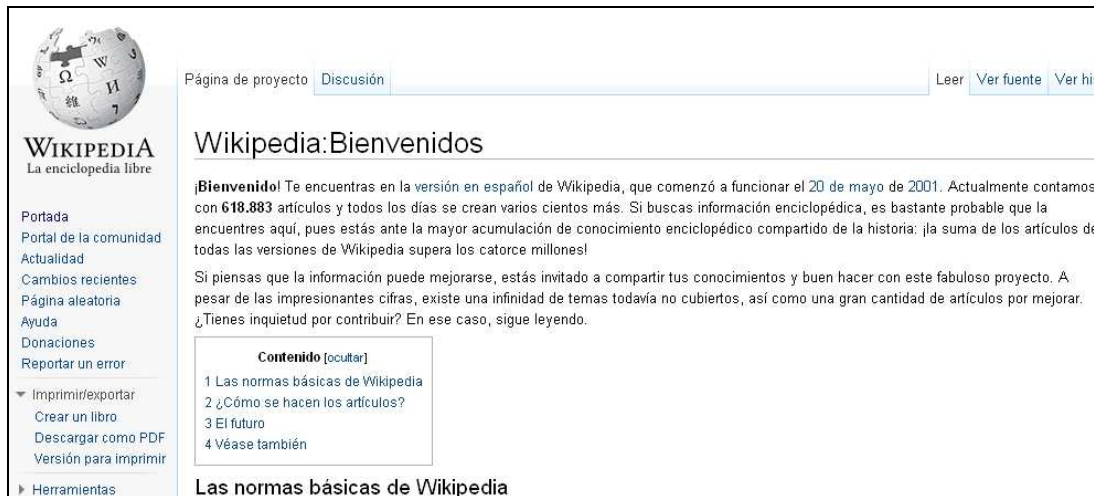 WIKIPEDIA
La enciclopedia libre
Portada
Portal de la comunidad
Actualidad
Cambios recientes
Página aleatoria
Ayuda
Donaciones
Reportar un error
Imprimir/exportar
Crear un libro
Descargar como PDF
Versión para imprimir
Herramientas
Página de proyecto Discusión
Leer Ver fuente Ver his
Wikipedia:Bienvenidos
¡Bienvenido! Te encuentras en la versión en español de Wikipedia, que comenzó a funcionar el 20 de mayo de 2001. Actualmente contamos
con 618.883 artículos y todos los días se crean varios cientos más. Si buscas información enciclopédica, es bastante probable que la
encuentres aquí, pues estás ante la mayor acumulación de conocimiento enciclopédico compartido de la historia: ¡la suma de los artículos de
todas las versiones de Wikipedia supera los catorce millones!
Si piensas que la información puede mejorarse, estás invitado a compartir tus conocimientos y buen hacer con este fabuloso proyecto. A
pesar de las impresionantes cifras, existe una infinidad de temas todavía no cubiertos, así como una gran cantidad de artículos por mejorar.
¿Tienes inquietud por contribuir? En ese caso, sigue leyendo.
Contenido [ocultar]
1 Las normas básicas de Wikipedia
2 ¿Cómo se hacen los artículos?
3 El futuro
4 Véase también
Las normas básicas de Wikipedia